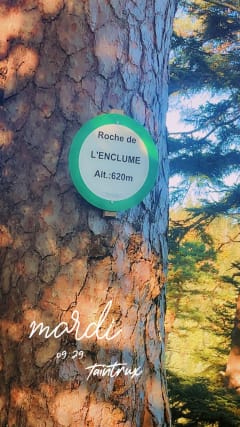 Roche de
L'ENCLUME
Alt.:620m
mardi
09:29
Taintrux